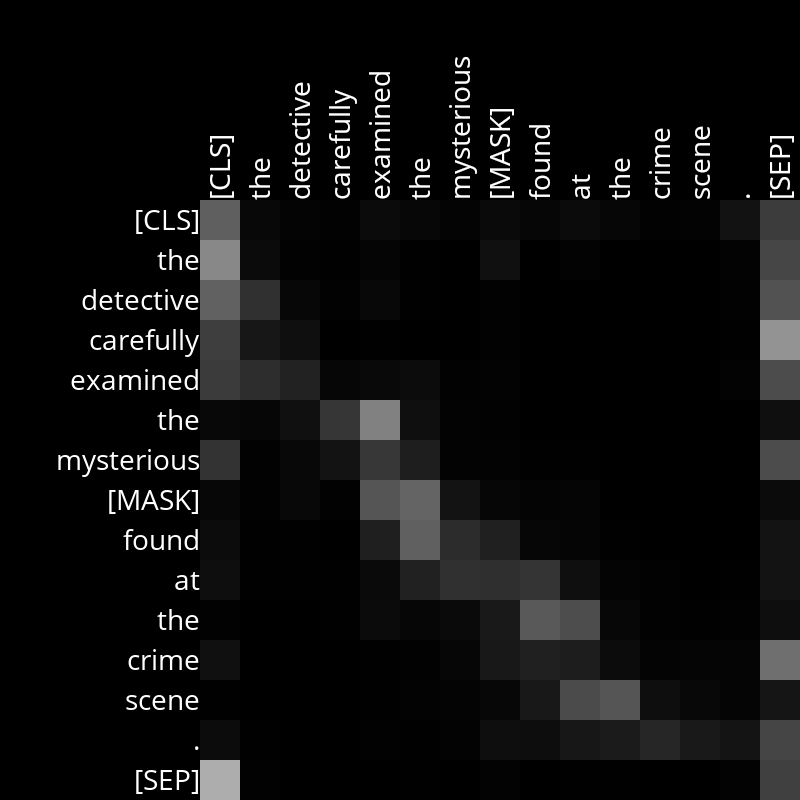 [CLS] the detective carefully examined the mysterious [MASK] found at the crime scene . [SEP]
[CLS]
the
detective
carefully
examined
the
mysterious
[MASK]
found
at
the
crime
scene
.
[SEP]